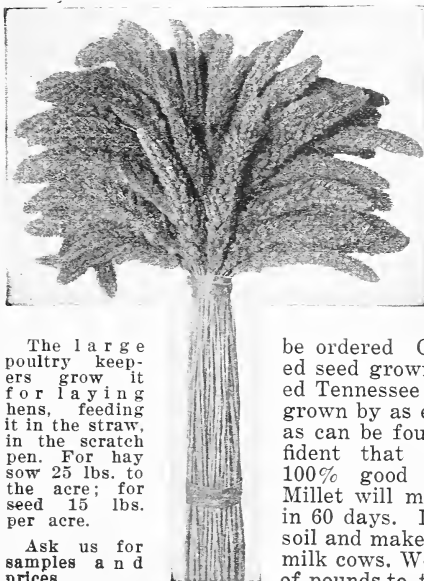 The large
poultry keep-
ers grow it
for laying
hens, feeding
it in the straw,
in the scratch
pen. For hay
sow 25 lbs. to
the acre; for
seed 15 lbs.
per acre.
Ask us for
samples and
prices
be ordered
ed seed grow
ed Tennessee
grown by as
as can be fou
fident that
100% good
Millet will m
in 60 days.
soil and make
milk cows. W
of pounds to